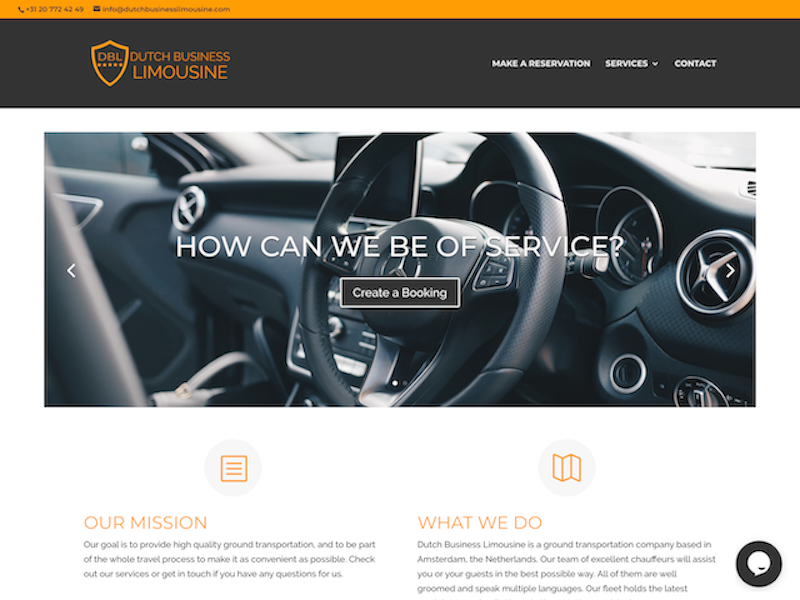 +31 20 772 42 49 info@dutchbusinesslimousine.com
DBL DUTCH BUSINESS
LIMOUSINE
MAKE A RESERVATION SERVICES CONTACT
HOW CAN WE BE OF SERVICE?
Create a Booking
OUR MISSION
Our goal is to provide high quality ground transportation, and to be part
of the whole travel process to make it as convenient as possible. Check
out our services or get in touch if you have any questions for us.
WHAT WE DO
Dutch Business Limousine is a ground transportation company based in
Amsterdam, the Netherlands. Our team of excellent chauffeurs will assist
you or your guests in the best possible way. All of them are well
groomed and speak multiple languages. Our fleet holds the latest